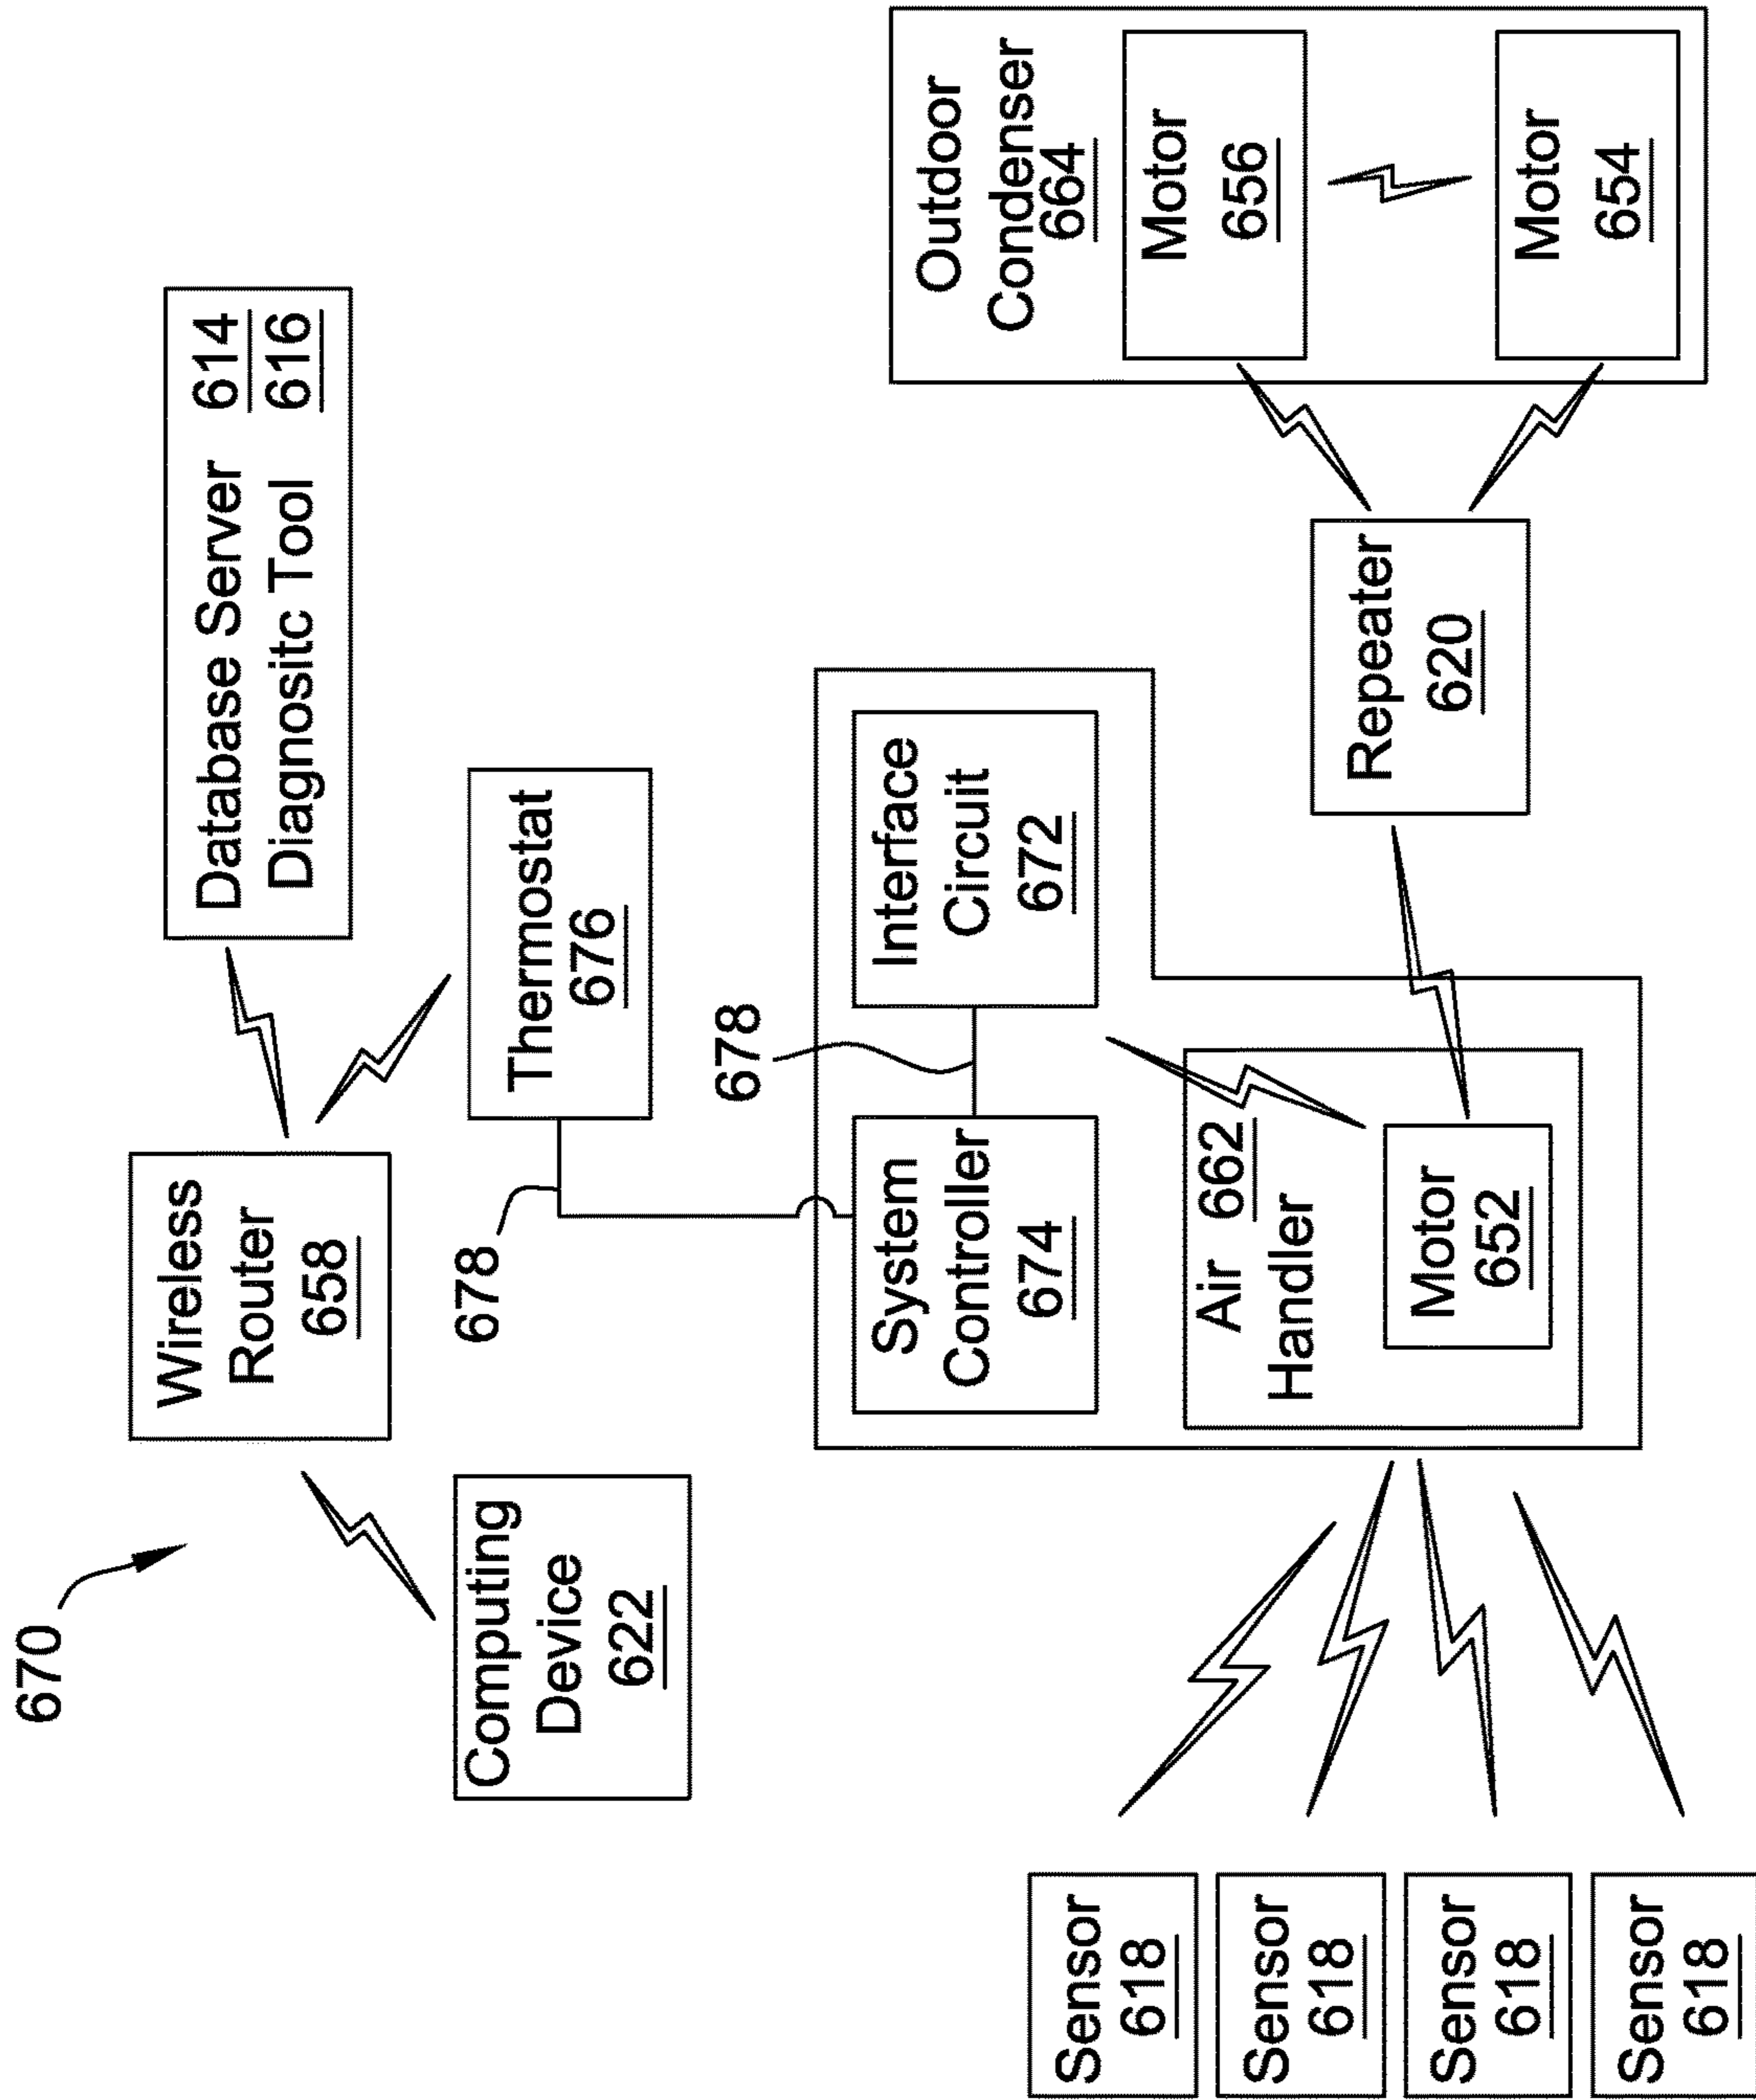 670
Wireless
Router
658
Database Server 614
Diagnositc Tool 616
Computing
Device
622
678
Thermostat
676
678
System
Controller
674
Interface
Circuit
672
Air 662
Handler
Motor
652
Repeater
620
Outdoor
Condenser
664
Motor
656
Motor
654
Sensor
618
Sensor
618
Sensor
618
Sensor
618